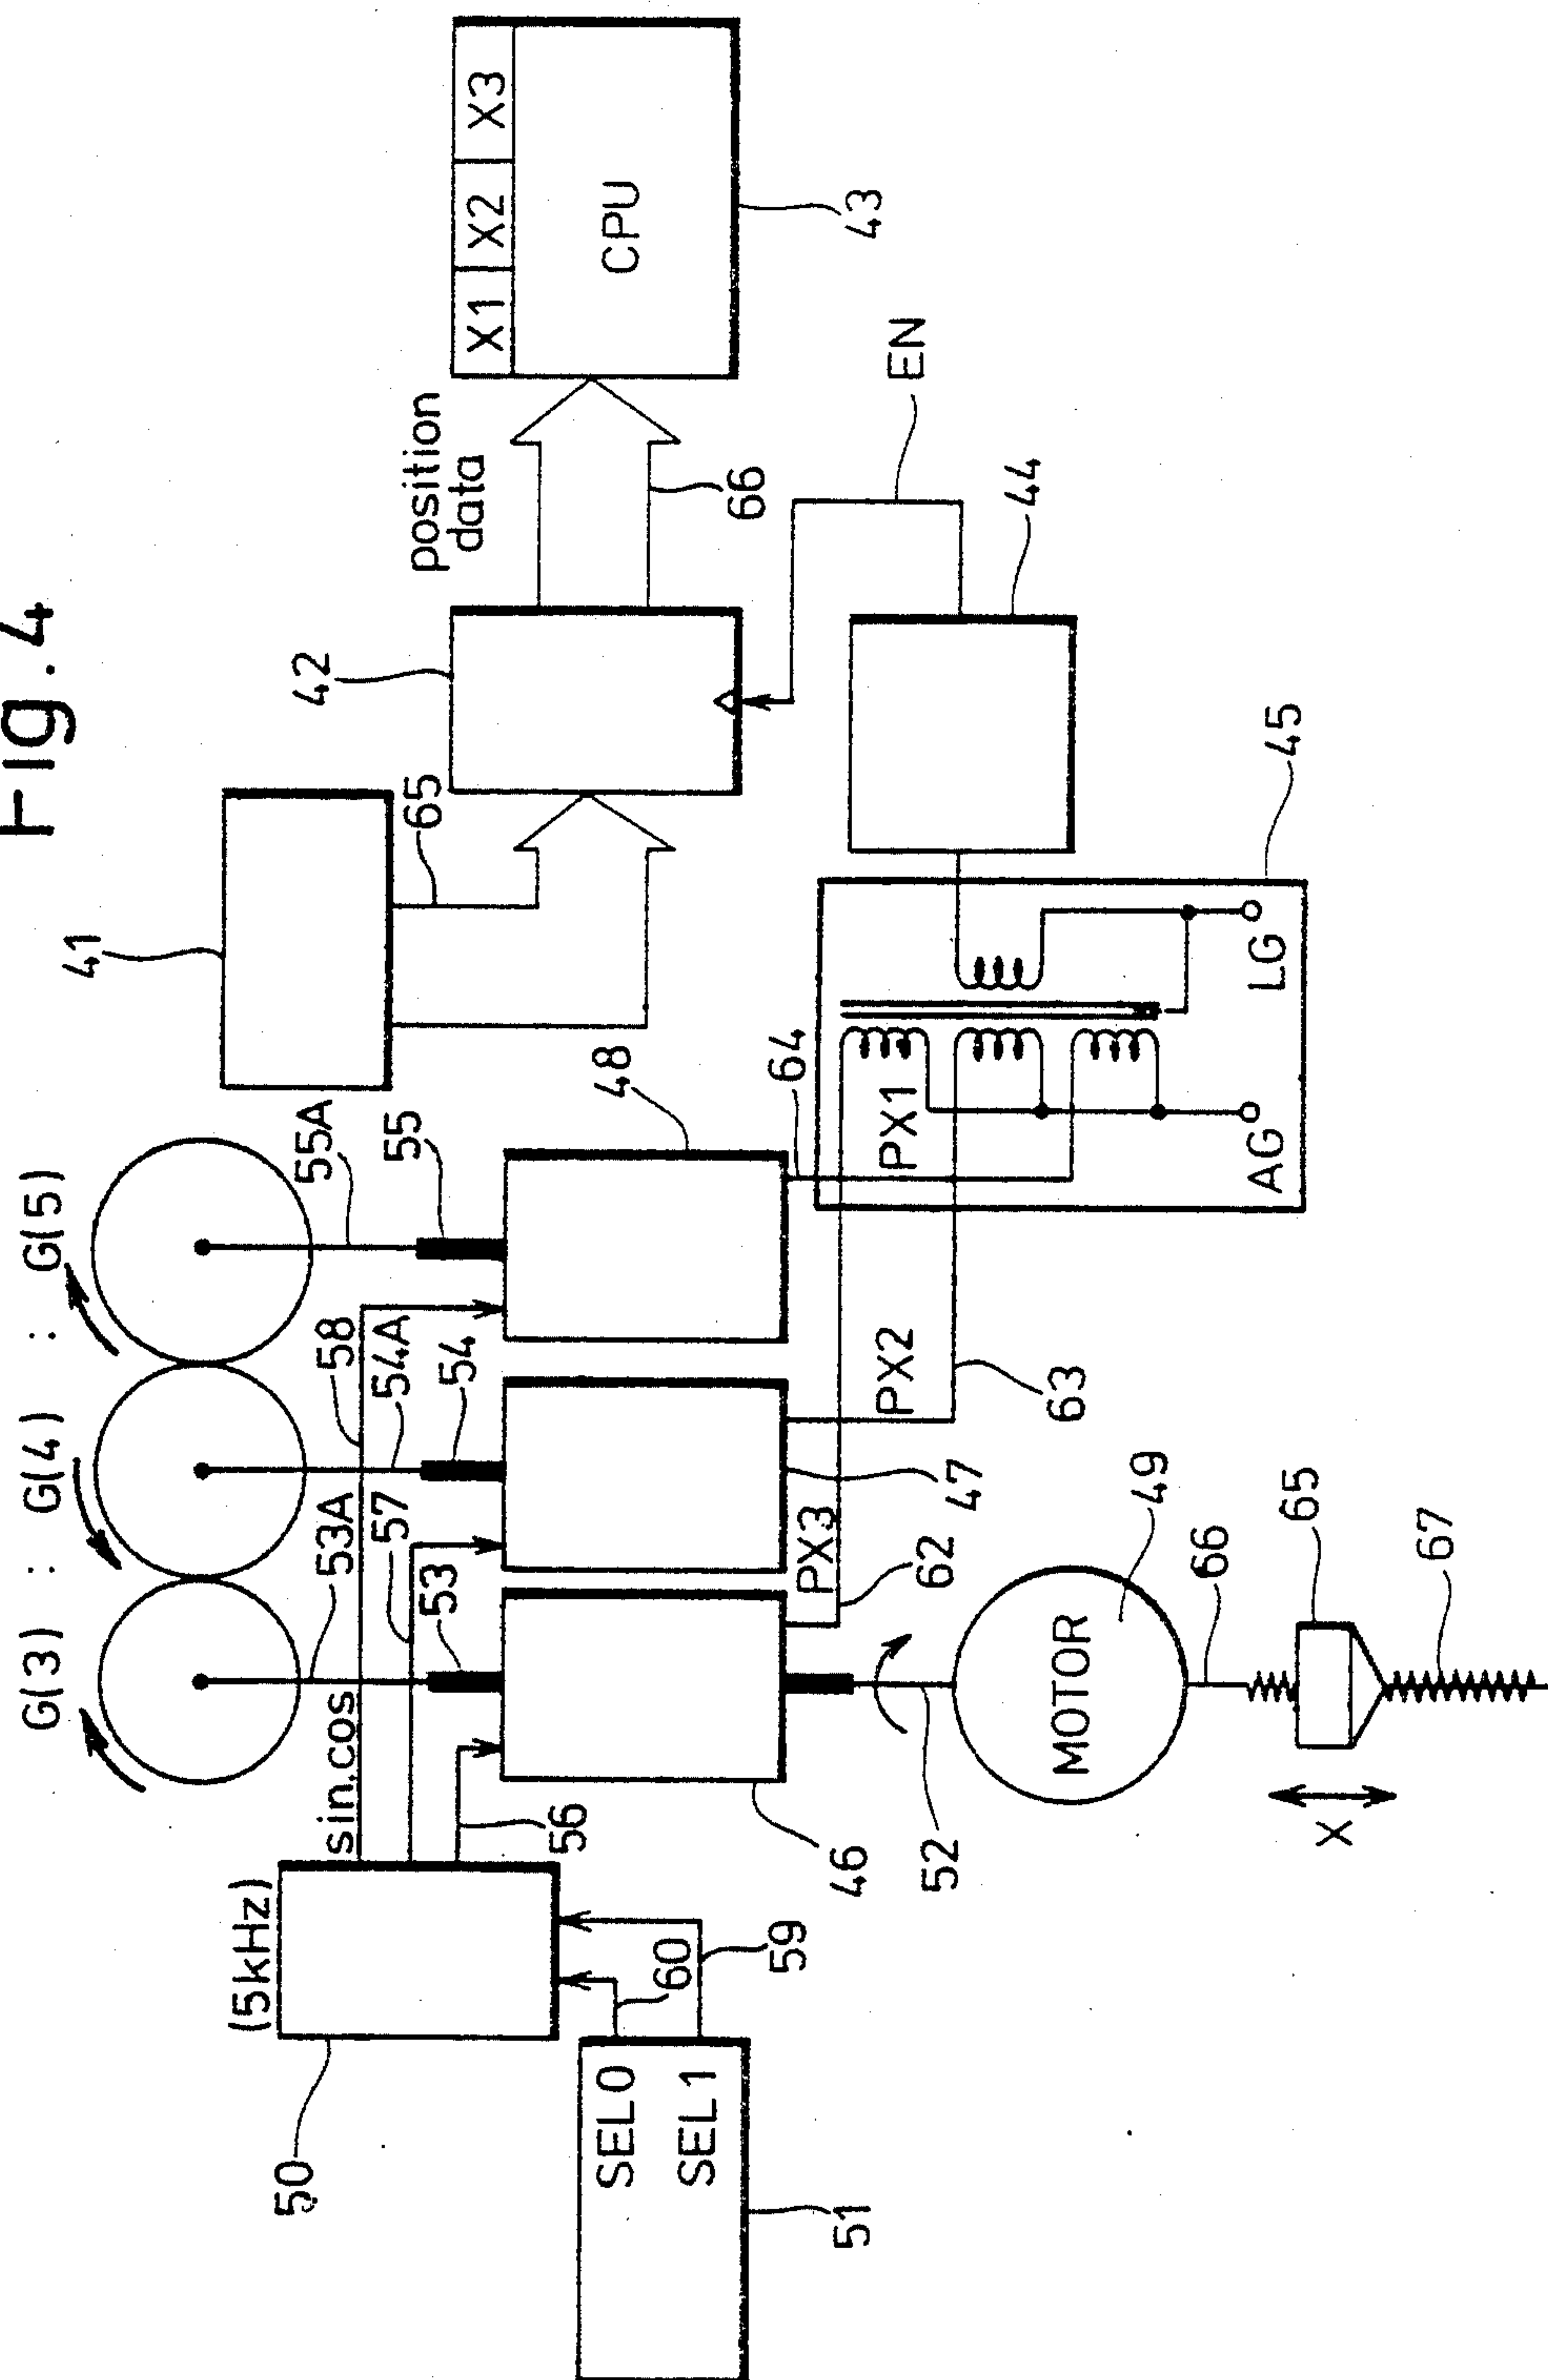 Fig.4
G(3) : G(4) : G(5)
41
42
position
data
X1 X2 X3
CPU
43
65
66
EN
44
45
(5kHz)
50
sin.cos
53A
58
54A
55A
57
53
54
55
56
48
47
46
SEL0
SEL1
51
60
59
PX3
62
PX2
63
64
PX1
AG
LG
52
MOTOR
49
66
65
67
X